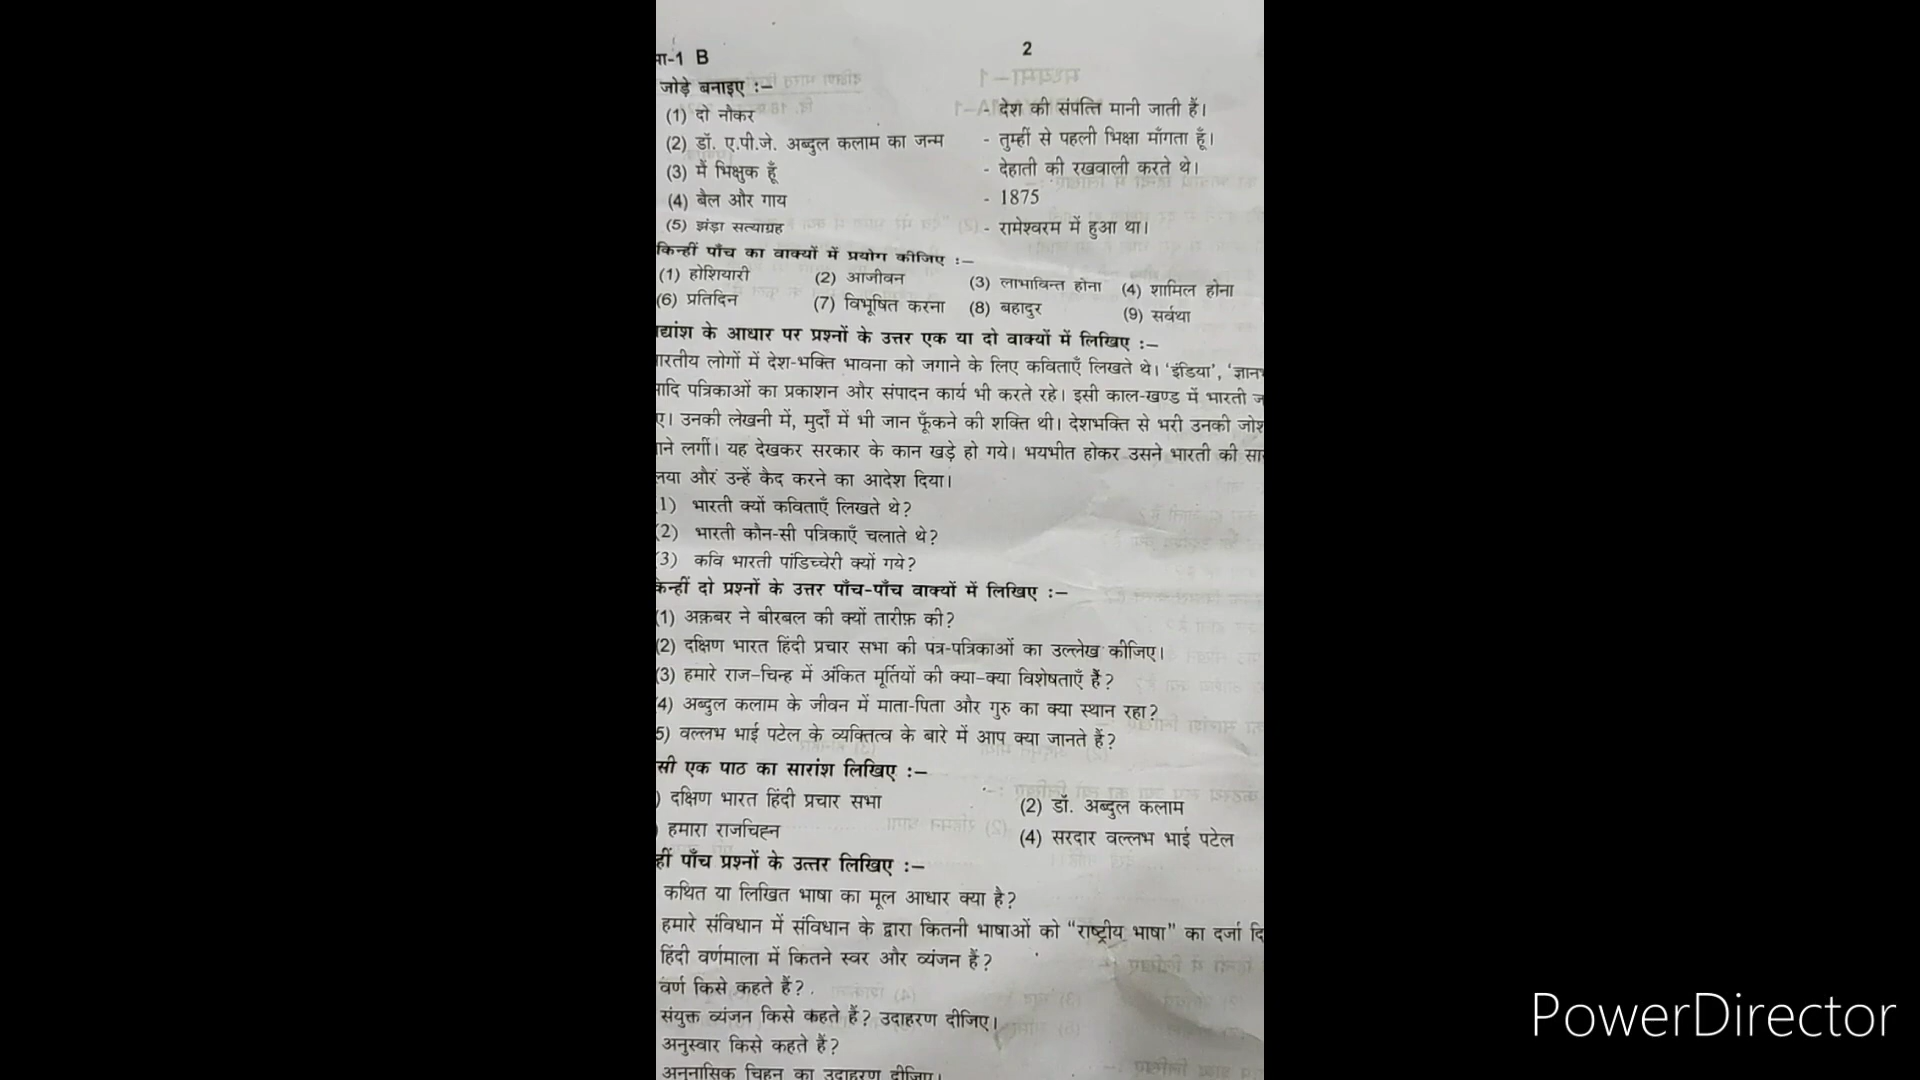 2
मा-1 B
जोड़े बनाइए :–
(1) दो नौकर - देश की संपत्ति मानी जाती हैं।
(2) डॉ. ए.पी.जे. अब्दुल कलाम का जन्म - तुम्हीं से पहली भिक्षा माँगता हूँ।
(3) मैं भिक्षुक हूँ - देहाती की रखवाली करते थे।
(4) बैल और गाय - 1875
(5) झंड़ा सत्याग्रह - रामेश्वरम में हुआ था।
किन्हीं पाँच का वाक्यों में प्रयोग कीजिए :–
(1) होशियारी (2) आजीवन (3) लाभाविन्त होना (4) शामिल होना
(6) प्रतिदिन (7) विभूषित करना (8) बहादुर (9) सर्वथा
द्यांश के आधार पर प्रश्नों के उत्तर एक या दो वाक्यों में लिखिए :–
ारतीय लोगों में देश-भक्ति भावना को जगाने के लिए कविताएँ लिखते थे। 'इंडिया', 'ज्ञान
आदि पत्रिकाओं का प्रकाशन और संपादन कार्य भी करते रहे। इसी काल-खण्ड में भारती
ए। उनकी लेखनी में, मुर्दों में भी जान फूँकने की शक्ति थी। देशभक्ति से भरी उनकी जोश
ाने लगीं। यह देखकर सरकार के कान खड़े हो गये। भयभीत होकर उसने भारती की सा
लया और उन्हें कैद करने का आदेश दिया।
1) भारती क्यों कविताएँ लिखते थे?
(2) भारती कौन-सी पत्रिकाएँ चलाते थे?
(3) कवि भारती पांडिच्चेरी क्यों गये?
केन्हीं दो प्रश्नों के उत्तर पाँच-पाँच वाक्यों में लिखिए :–
(1) अक़बर ने बीरबल की क्यों तारीफ़ की?
(2) दक्षिण भारत हिंदी प्रचार सभा की पत्र-पत्रिकाओं का उल्लेख कीजिए।
(3) हमारे राज–चिन्ह में अंकित मूर्तियों की क्या–क्या विशेषताएँ हैं?
4) अब्दुल कलाम के जीवन में माता-पिता और गुरु का क्या स्थान रहा?
5) वल्लभ भाई पटेल के व्यक्तित्व के बारे में आप क्या जानते हैं?
सी एक पाठ का सारांश लिखिए :–
) दक्षिण भारत हिंदी प्रचार सभा (2) डॉ. अब्दुल कलाम
) हमारा राजचिह्न (4) सरदार वल्लभ भाई पटेल
हीं पाँच प्रश्नों के उत्तर लिखिए :–
कथित या लिखित भाषा का मूल आधार क्या है?
हमारे संविधान में संविधान के द्वारा कितनी भाषाओं को "राष्ट्रीय भाषा" का दर्जा दि
हिंदी वर्णमाला में कितने स्वर और व्यंजन हैं?
वर्ण किसे कहते हैं?
संयुक्त व्यंजन किसे कहते हैं? उदाहरण दीजिए।
अनुस्वार किसे कहते हैं?
अनुनासिक चिह्न का उदाहरण दीजिए।
PowerDirector